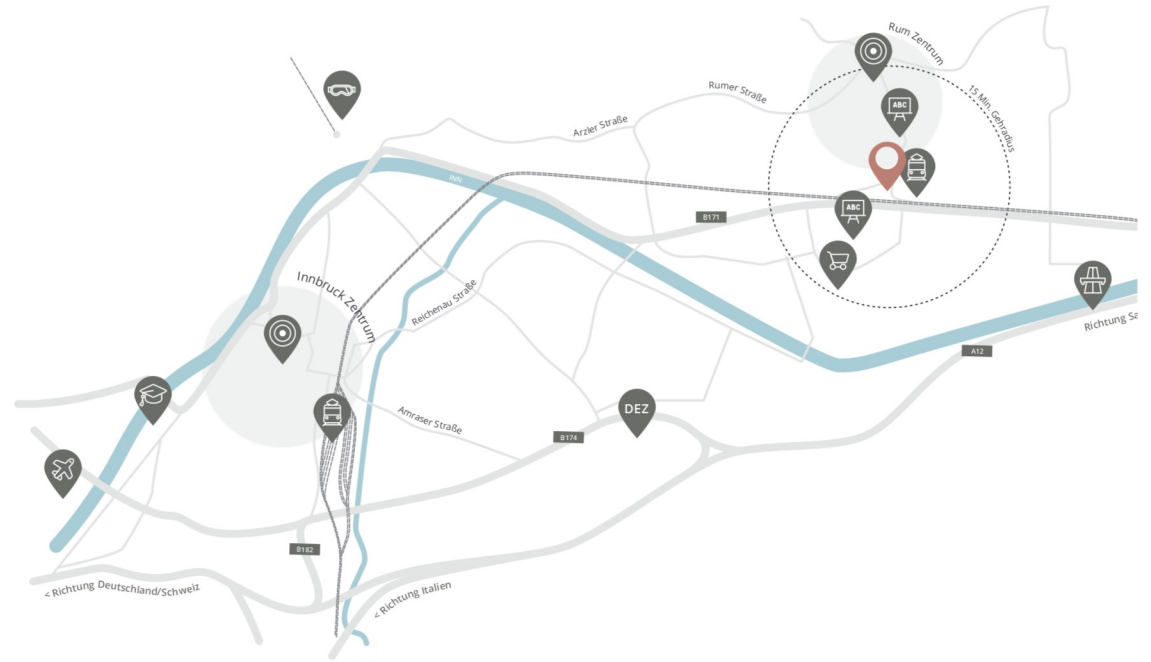 Rum Zentrum
15 Min. Gehradius
Rumer Straße
ABC
Arzler Straße
INN
ABC
B171
Innbruck Zentrum
Reichenau Straße
Richtung Sa
A12
DEZ
Amraser Straße
B174
B182
< Richtung Deutschland/Schweiz
< Richtung Italien